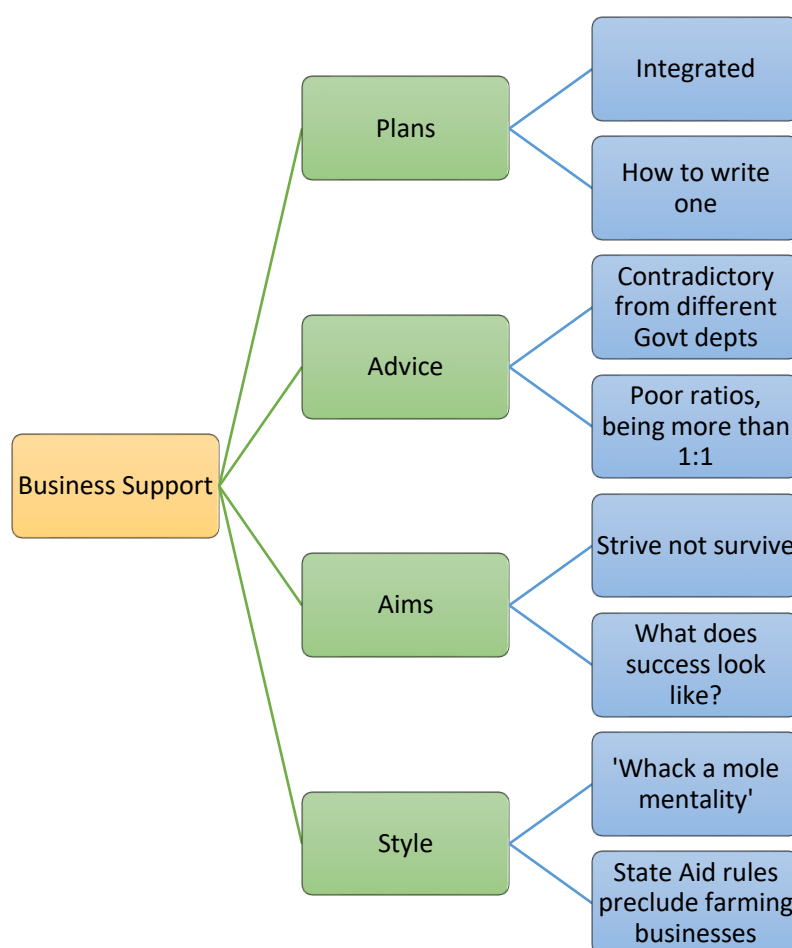 Business Support
Plans
Integrated
How to write
one
Advice
Contradictory
from different
Govt depts
Poor ratios,
being more than
1:1
Aims
Strive not survive
What does
success look
like?
Style
'Whack a mole
mentality'
State Aid rules
preclude farming
businesses